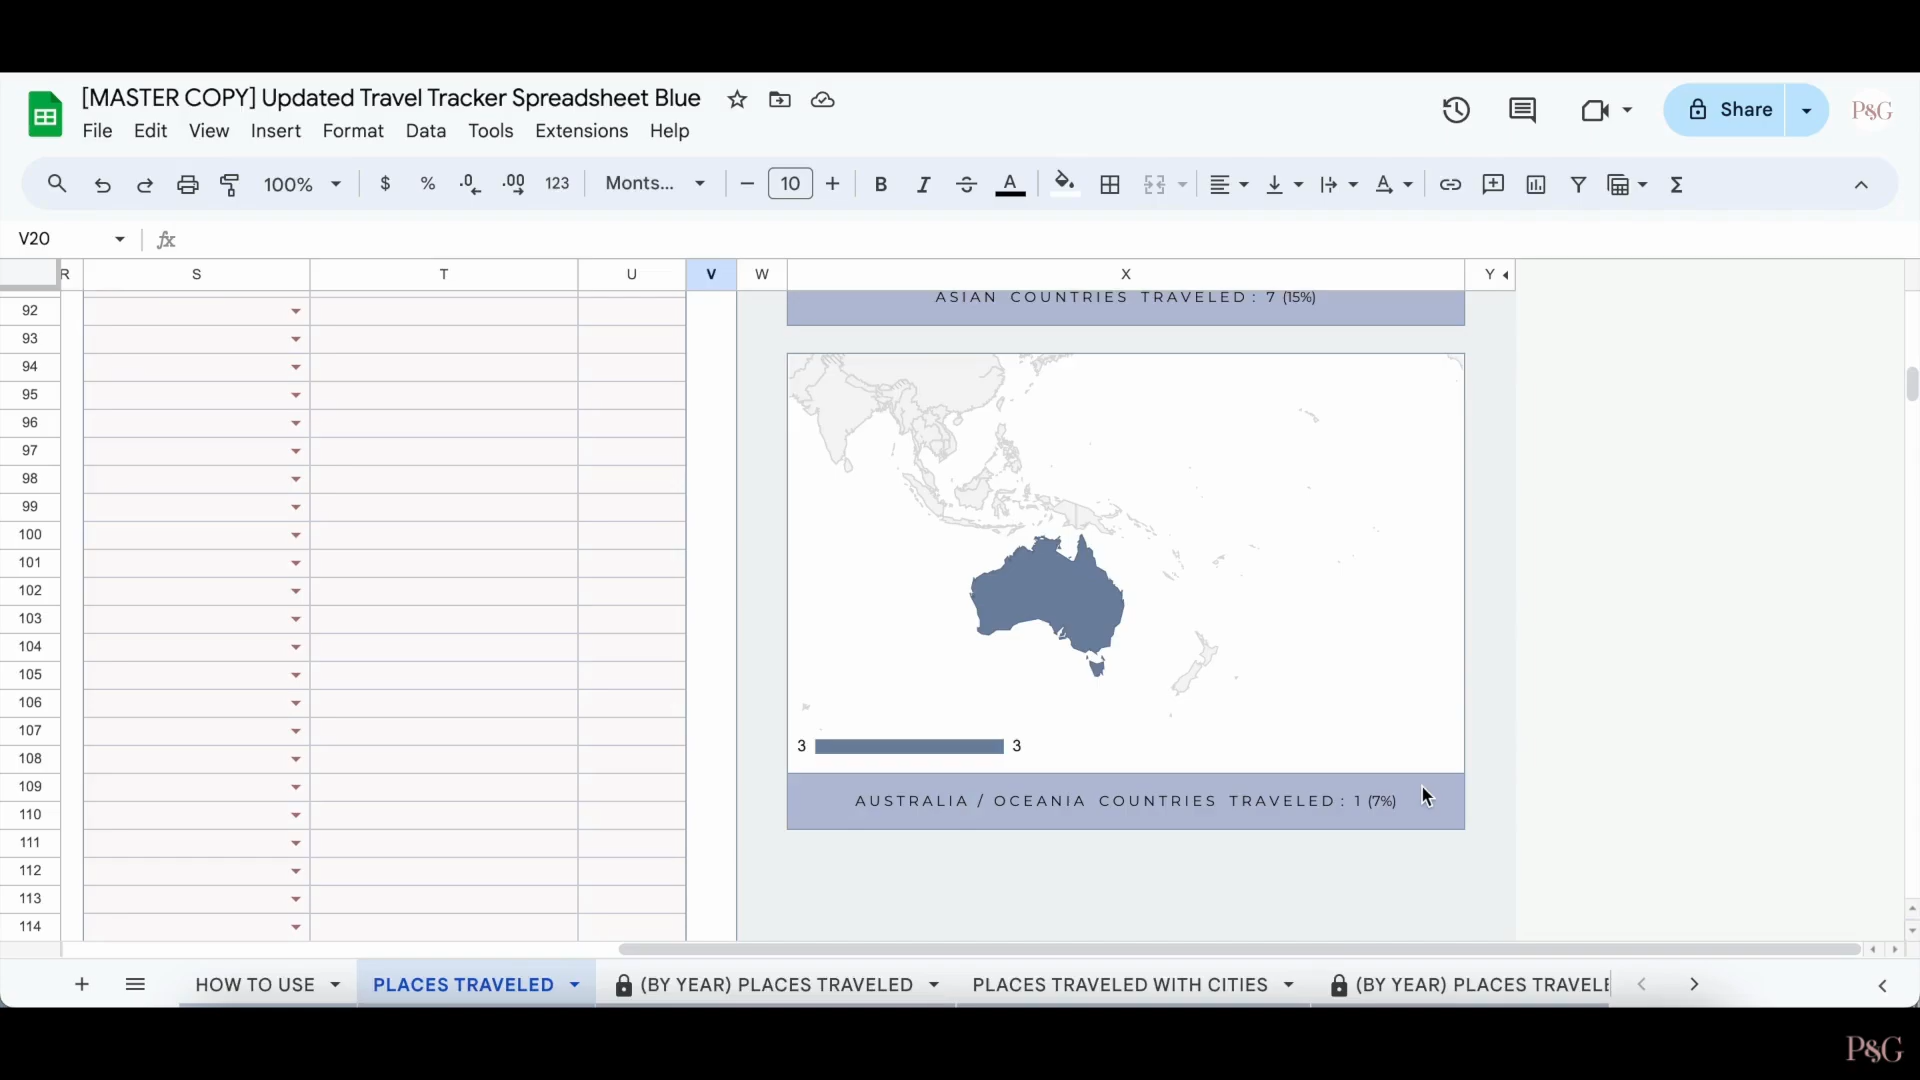 [MASTER COPY] Updated Travel Tracker Spreadsheet Blue
File Edit View Insert Format Data Tools Extensions Help
Share
P&G
100% $ % .0 .00 123 Monts... 10 B I S A Σ
V20 fx
R S T U V W X Y
92
93
94
95
96
97
98
99
100
101
102
103
104
105
106
107
108
109
110
111
112
113
114
ASIAN COUNTRIES TRAVELED: 7 (15%)
3 3
AUSTRALIA / OCEANIA COUNTRIES TRAVELED: 1 (7%)
HOW TO USE PLACES TRAVELED (BY YEAR) PLACES TRAVELED PLACES TRAVELED WITH CITIES (BY YEAR) PLACES TRAVELE
P&G